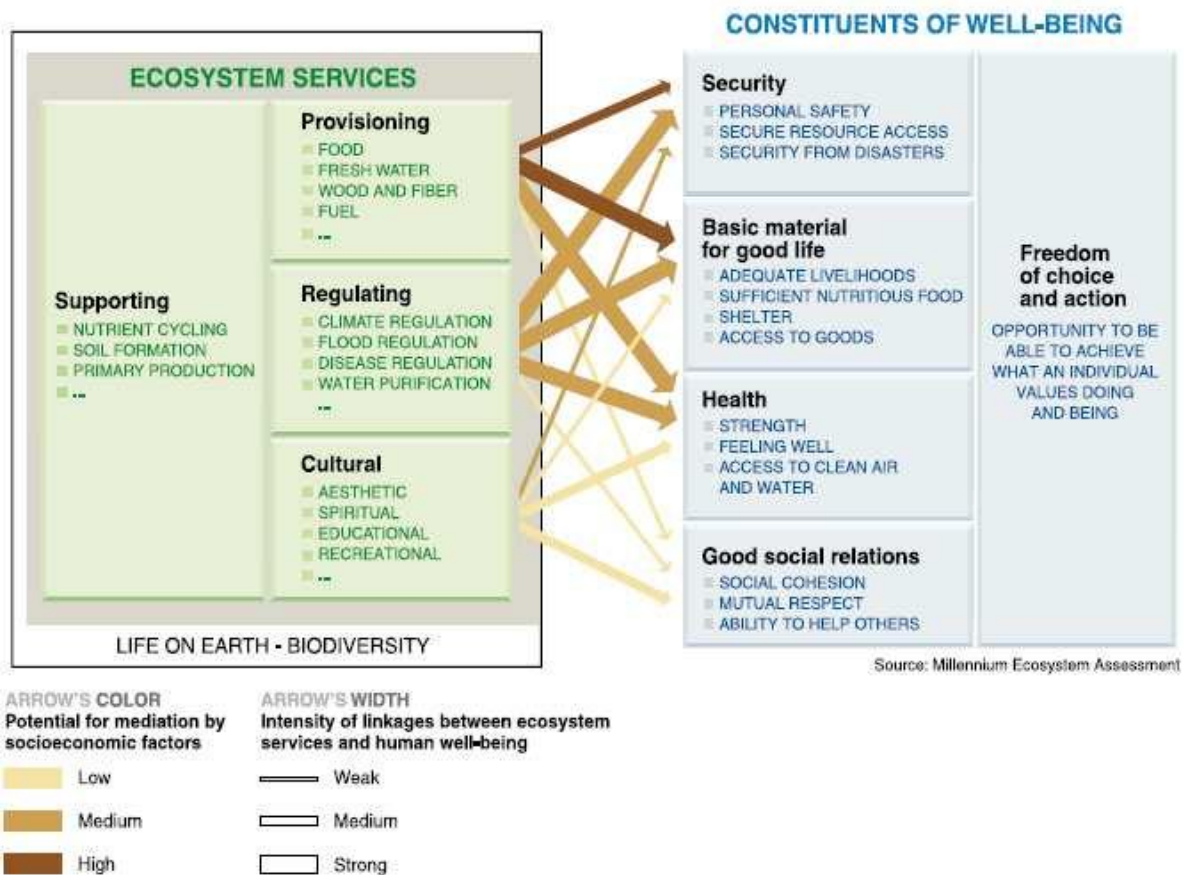 CONSTITUENTS OF WELL-BEING
ECOSYSTEM SERVICES
Supporting
NUTRIENT CYCLING
SOIL FORMATION
PRIMARY PRODUCTION
...
Provisioning
FOOD
FRESH WATER
WOOD AND FIBER
FUEL
...
Regulating
CLIMATE REGULATION
FLOOD REGULATION
DISEASE REGULATION
WATER PURIFICATION
...
Cultural
AESTHETIC
SPIRITUAL
EDUCATIONAL
RECREATIONAL
...
LIFE ON EARTH - BIODIVERSITY
Security
PERSONAL SAFETY
SECURE RESOURCE ACCESS
SECURITY FROM DISASTERS
Basic material
for good life
ADEQUATE LIVELIHOODS
SUFFICIENT NUTRITIOUS FOOD
SHELTER
ACCESS TO GOODS
Health
STRENGTH
FEELING WELL
ACCESS TO CLEAN AIR
AND WATER
Good social relations
SOCIAL COHESION
MUTUAL RESPECT
ABILITY TO HELP OTHERS
Freedom
of choice
and action
OPPORTUNITY TO BE
ABLE TO ACHIEVE
WHAT AN INDIVIDUAL
VALUES DOING
AND BEING
Source: Millennium Ecosystem Assessment
ARROW'S COLOR
Potential for mediation by
socioeconomic factors
Low
Medium
High
ARROW'S WIDTH
Intensity of linkages between ecosystem
services and human well-being
Weak
Medium
Strong